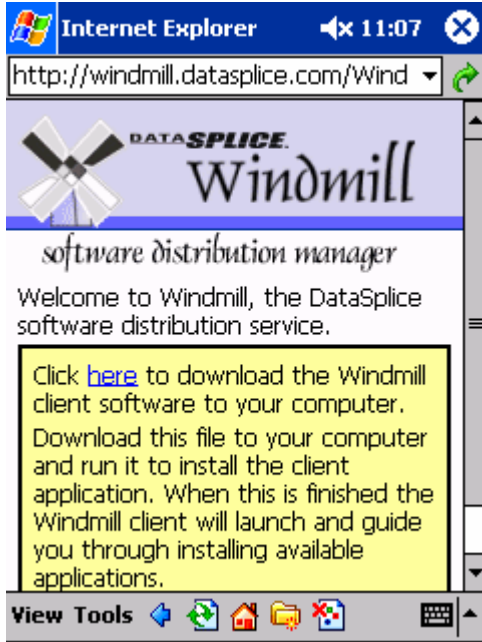 Internet Explorer 11:07
http://windmill.datasplice.com/Wind
DATASPLICE
Windmill
software distribution manager
Welcome to Windmill, the DataSplice
software distribution service.
Click here to download the Windmill
client software to your computer.
Download this file to your computer
and run it to install the client
application. When this is finished the
Windmill client will launch and guide
you through installing available
applications.
View Tools